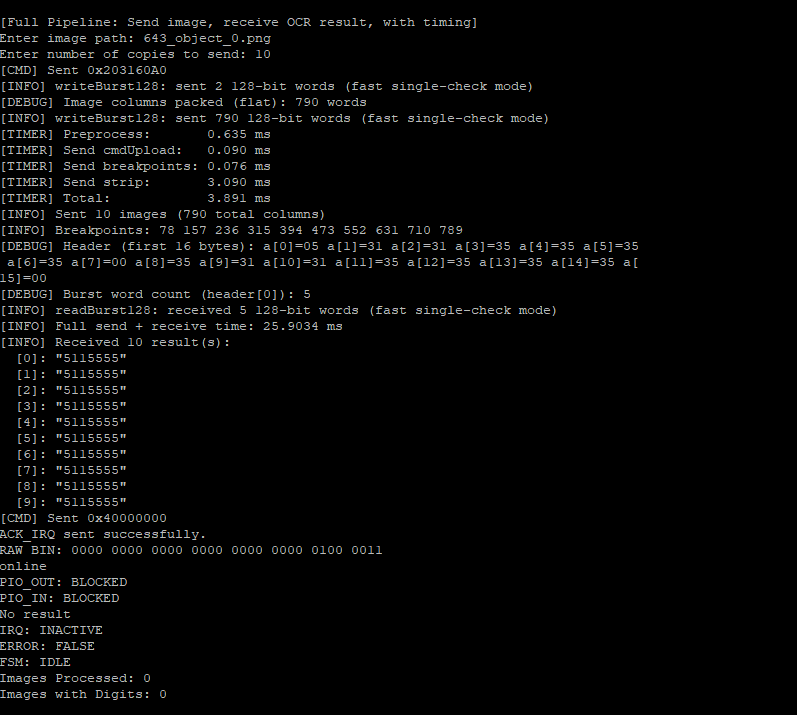 [Full Pipeline: Send image, receive OCR result, with timing]
Enter image path: 643_object_0.png
Enter number of copies to send: 10
[CMD] Sent 0x203160A0
[INFO] writeBurst128: sent 2 128-bit words (fast single-check mode)
[DEBUG] Image columns packed (flat): 790 words
[INFO] writeBurst128: sent 790 128-bit words (fast single-check mode)
[TIMER] Preprocess:       0.635 ms
[TIMER] Send cmdUpload:   0.090 ms
[TIMER] Send breakpoints: 0.076 ms
[TIMER] Send strip:       3.090 ms
[TIMER] Total:            3.891 ms
[INFO] Sent 10 images (790 total columns)
[INFO] Breakpoints: 78 157 236 315 394 473 552 631 710 789
[DEBUG] Header (first 16 bytes): a[0]=05 a[1]=31 a[2]=31 a[3]=35 a[4]=35 a[5]=35
 a[6]=35 a[7]=00 a[8]=35 a[9]=31 a[10]=31 a[11]=35 a[12]=35 a[13]=35 a[14]=35 a[
15]=00
[DEBUG] Burst word count (header[0]): 5
[INFO] readBurst128: received 5 128-bit words (fast single-check mode)
[INFO] Full send + receive time: 25.9034 ms
[INFO] Received 10 result(s):
  [0]: "5115555"
  [1]: "5115555"
  [2]: "5115555"
  [3]: "5115555"
  [4]: "5115555"
  [5]: "5115555"
  [6]: "5115555"
  [7]: "5115555"
  [8]: "5115555"
  [9]: "5115555"
[CMD] Sent 0x40000000
ACK_IRQ sent successfully.
RAW BIN: 0000 0000 0000 0000 0000 0000 0100 0011
online
PIO_OUT: BLOCKED
PIO_IN: BLOCKED
No result
IRQ: INACTIVE
ERROR: FALSE
FSM: IDLE
Images Processed: 0
Images with Digits: 0